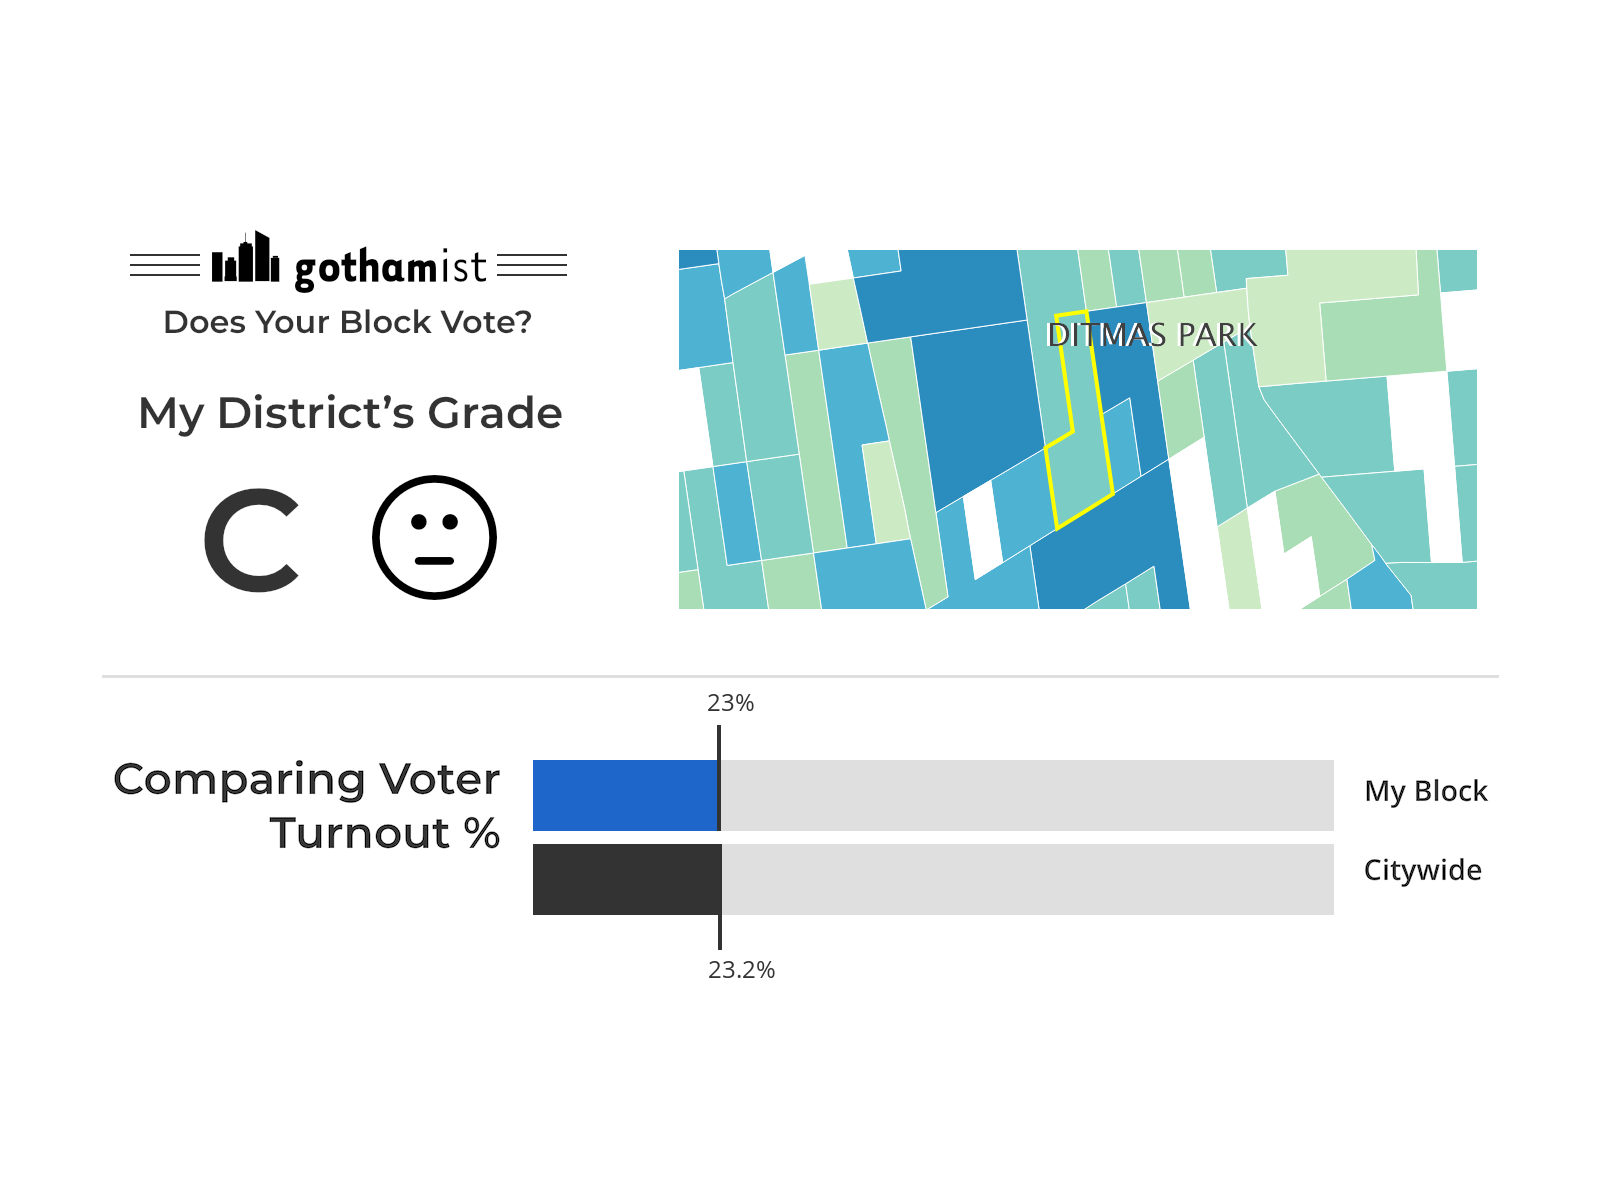 gothamist
Does Your Block Vote?
My District’s Grade
C
DITMAS PARK
23%
Comparing Voter
Turnout %
My Block
Citywide
23.2%